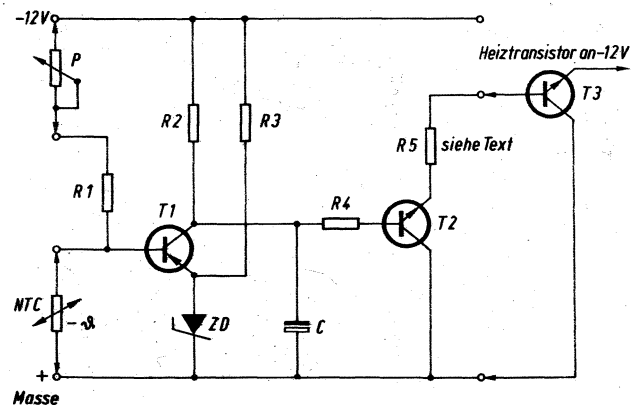 -12V
P
Heiztransistor an-12V
T3
R2
R3
R5 siehe Text
R1
T1
R4
T2
NTC
-ϑ
ZD
C
+
Masse